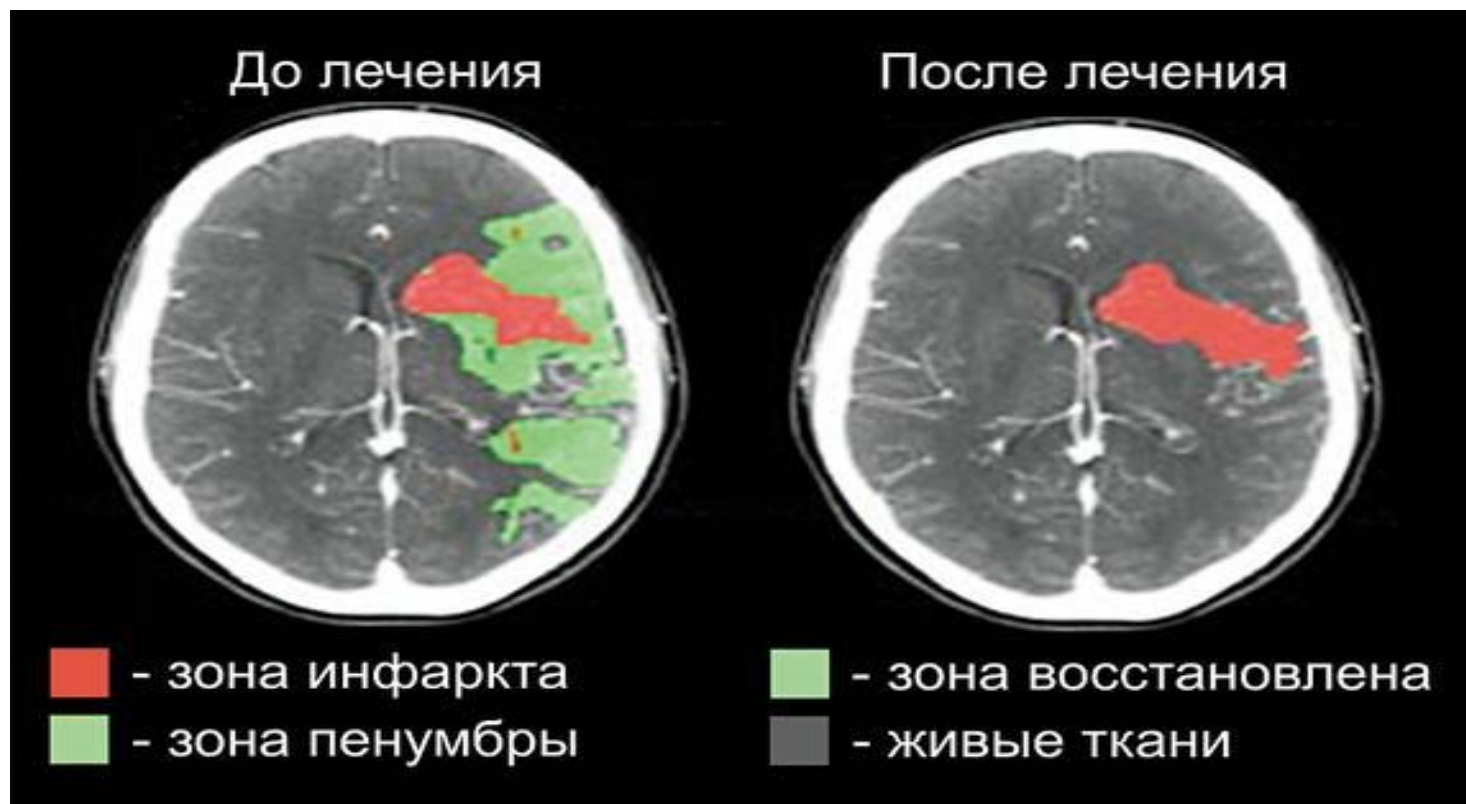 До лечения
После лечения
- зона инфаркта
- зона пенумбры
- зона восстановлена
- живые ткани